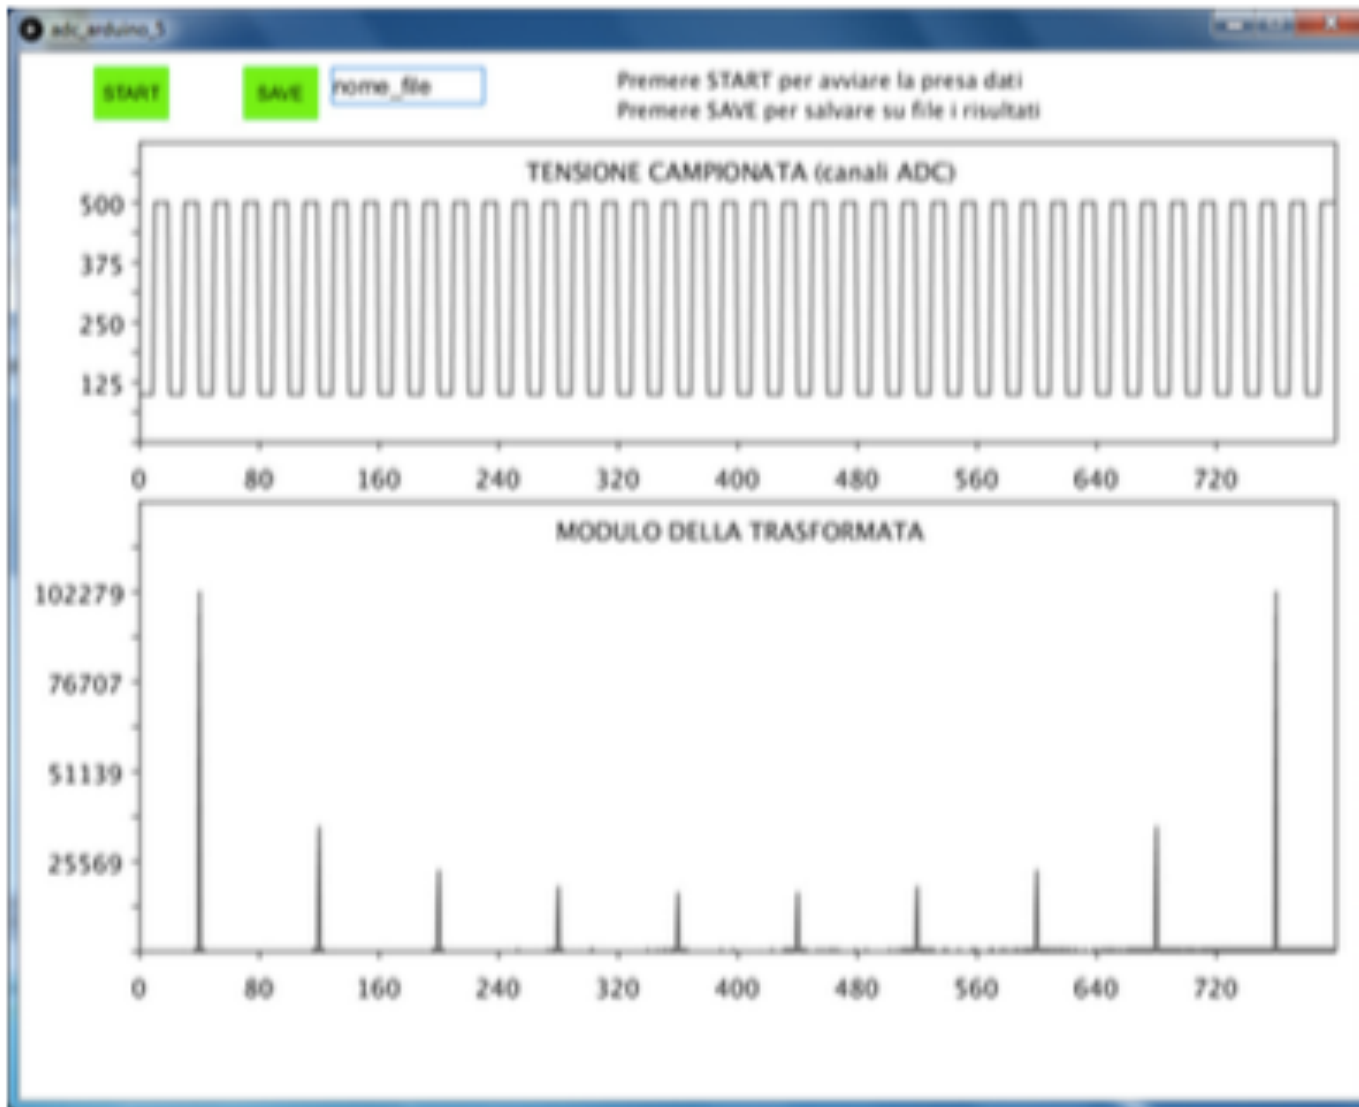 adc_arduino_5
START SAVE nome_file
Premere START per avviare la presa dati
Premere SAVE per salvare su file i risultati
TENSIONE CAMPIONATA (canali ADC)
500
375
250
125
0 80 160 240 320 400 480 560 640 720
MODULO DELLA TRASFORMATA
102279
76707
51139
25569
0 80 160 240 320 400 480 560 640 720